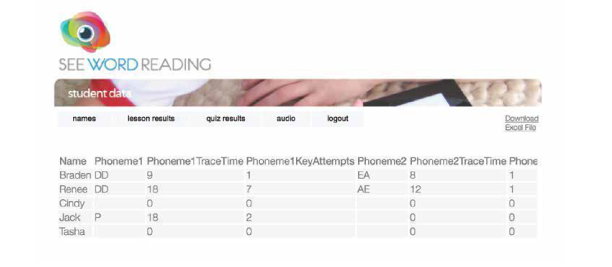 SEE WORD READING
student data
names lesson results quiz results audio logout Download
Excel File
Name Phoneme1 Phoneme1TraceTime Phoneme1KeyAttempts Phoneme2 Phoneme2TraceTime Phone
Braden DD 9 1 EA 8 1
Renee DD 16 7 AE 12 1
Cindy 0 0 0 0
Jack P 18 2 0 0
Tasha 0 0 0 0